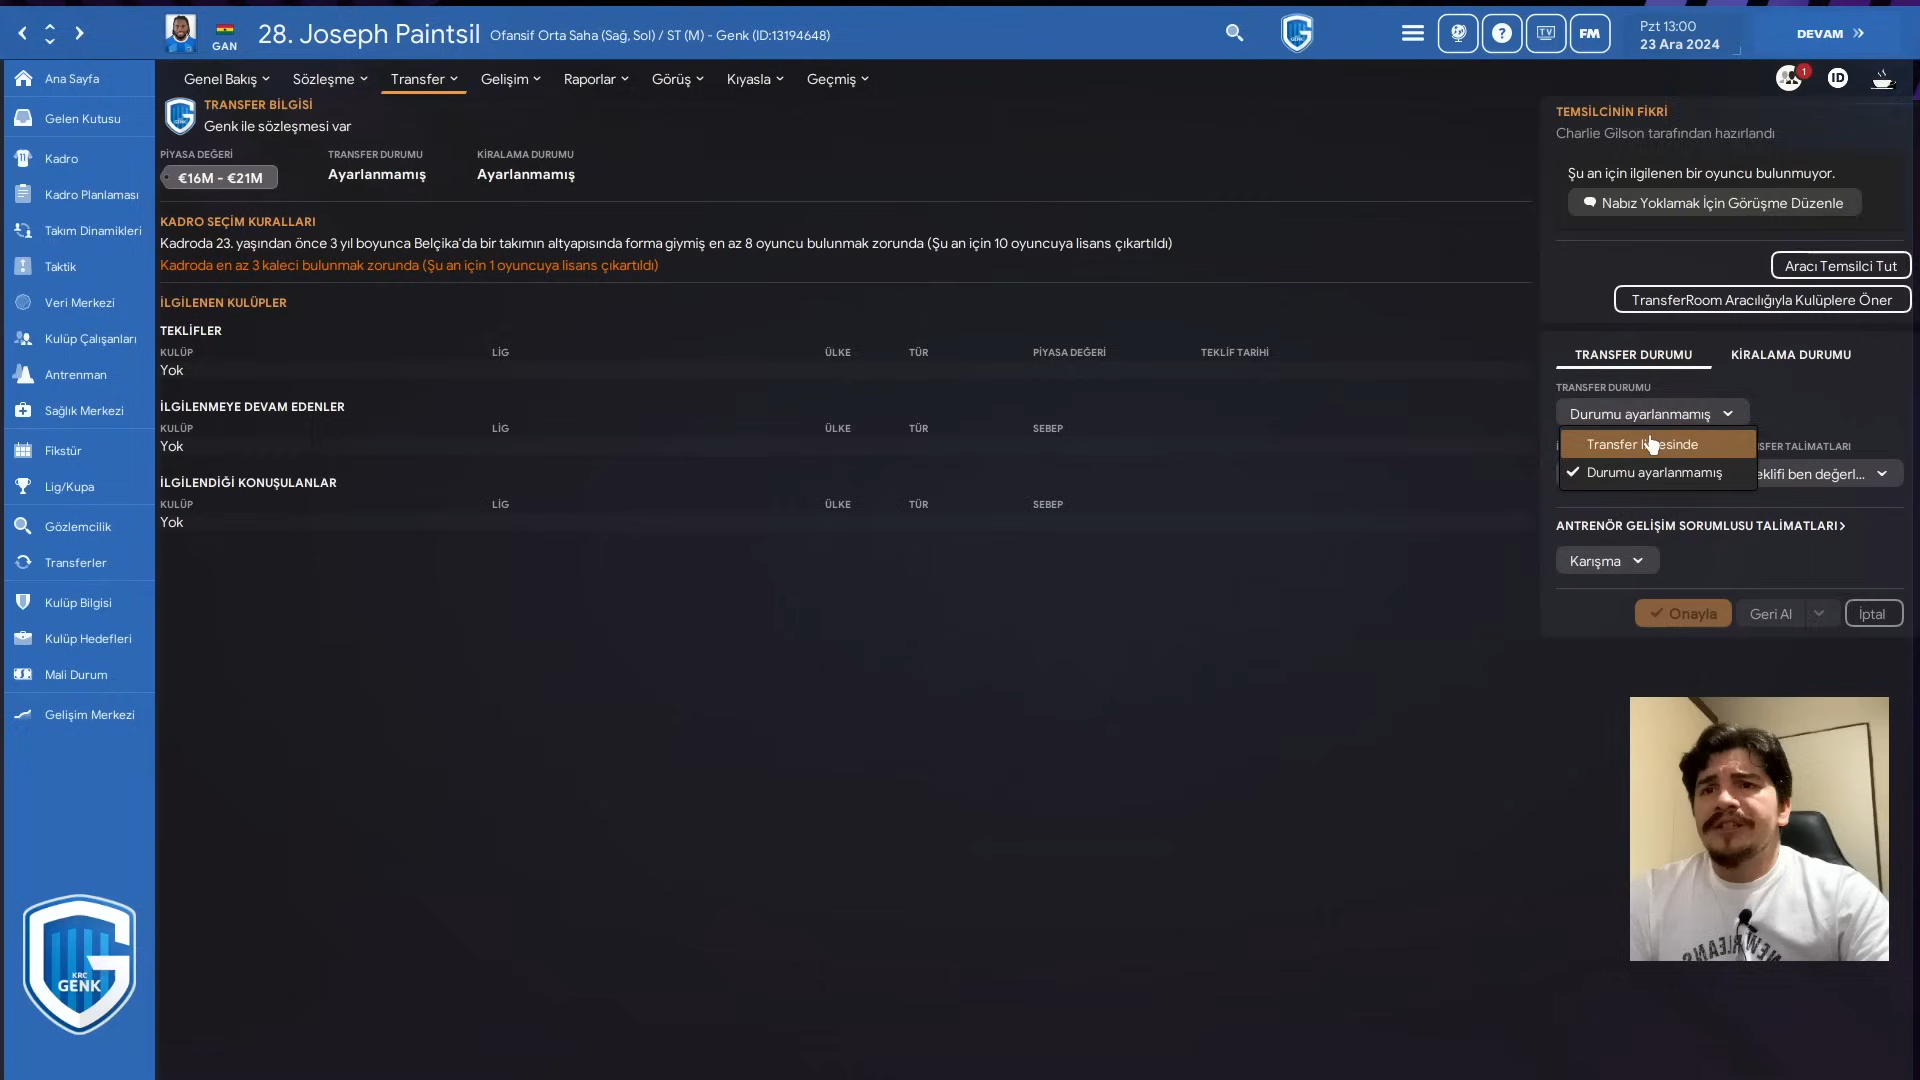 GAN
28. Joseph Paintsil
Ofansif Orta Saha (Sağ, Sol) / ST (M) - Genk (ID:13194648)
?
TV
FM
Pzt 13:00
23 Ara 2024
DEVAM
Ana Sayfa
Gelen Kutusu
Kadro
Kadro Planlaması
Takım Dinamikleri
Taktik
Veri Merkezi
Kulüp Çalışanları
Antrenman
Sağlık Merkezi
Fikstür
Lig/Kupa
Gözlemcilik
Transferler
Kulüp Bilgisi
Kulüp Hedefleri
Mali Durum
Gelişim Merkezi
KRC
GENK
Genel Bakış
Sözleşme
Transfer
Gelişim
Raporlar
Görüş
Kıyasla
Geçmiş
1
ID
TRANSFER BİLGİSİ
Genk ile sözleşmesi var
PİYASA DEĞERİ
TRANSFER DURUMU
KİRALAMA DURUMU
€16M - €21M
Ayarlanmamış
Ayarlanmamış
KADRO SEÇİM KURALLARI
Kadroda 23. yaşından önce 3 yıl boyunca Belçika'da bir takımın altyapısında forma giymiş en az 8 oyuncu bulunmak zorunda (Şu an için 10 oyuncuya lisans çıkartıldı)
Kadroda en az 3 kaleci bulunmak zorunda (Şu an için 1 oyuncuya lisans çıkartıldı)
İLGİLENEN KULÜPLER
TEKLİFLER
KULÜP LİG ÜLKE TÜR PİYASA DEĞERİ TEKLİF TARİHİ
Yok
İLGİLENMEYE DEVAM EDENLER
KULÜP LİG ÜLKE TÜR SEBEP
Yok
İLGİLENDİĞİ KONUŞULANLAR
KULÜP LİG ÜLKE TÜR SEBEP
Yok
TEMSİLCİNİN FİKRİ
Charlie Gilson tarafından hazırlandı
Şu an için ilgilenen bir oyuncu bulunmuyor.
Nabız Yoklamak İçin Görüşme Düzenle
Aracı Temsilci Tut
TransferRoom Aracılığıyla Kulüplere Öner
TRANSFER DURUMU
KİRALAMA DURUMU
TRANSFER DURUMU
Durumu ayarlanmamış
Transfer
Durumu ayarlanmamış
TALİMATLARI
ben değerl...
ANTRENÖR GELİŞİM SORUMLUSU TALİMATLARI>
Karışma
Onayla
Geri Al
İptal